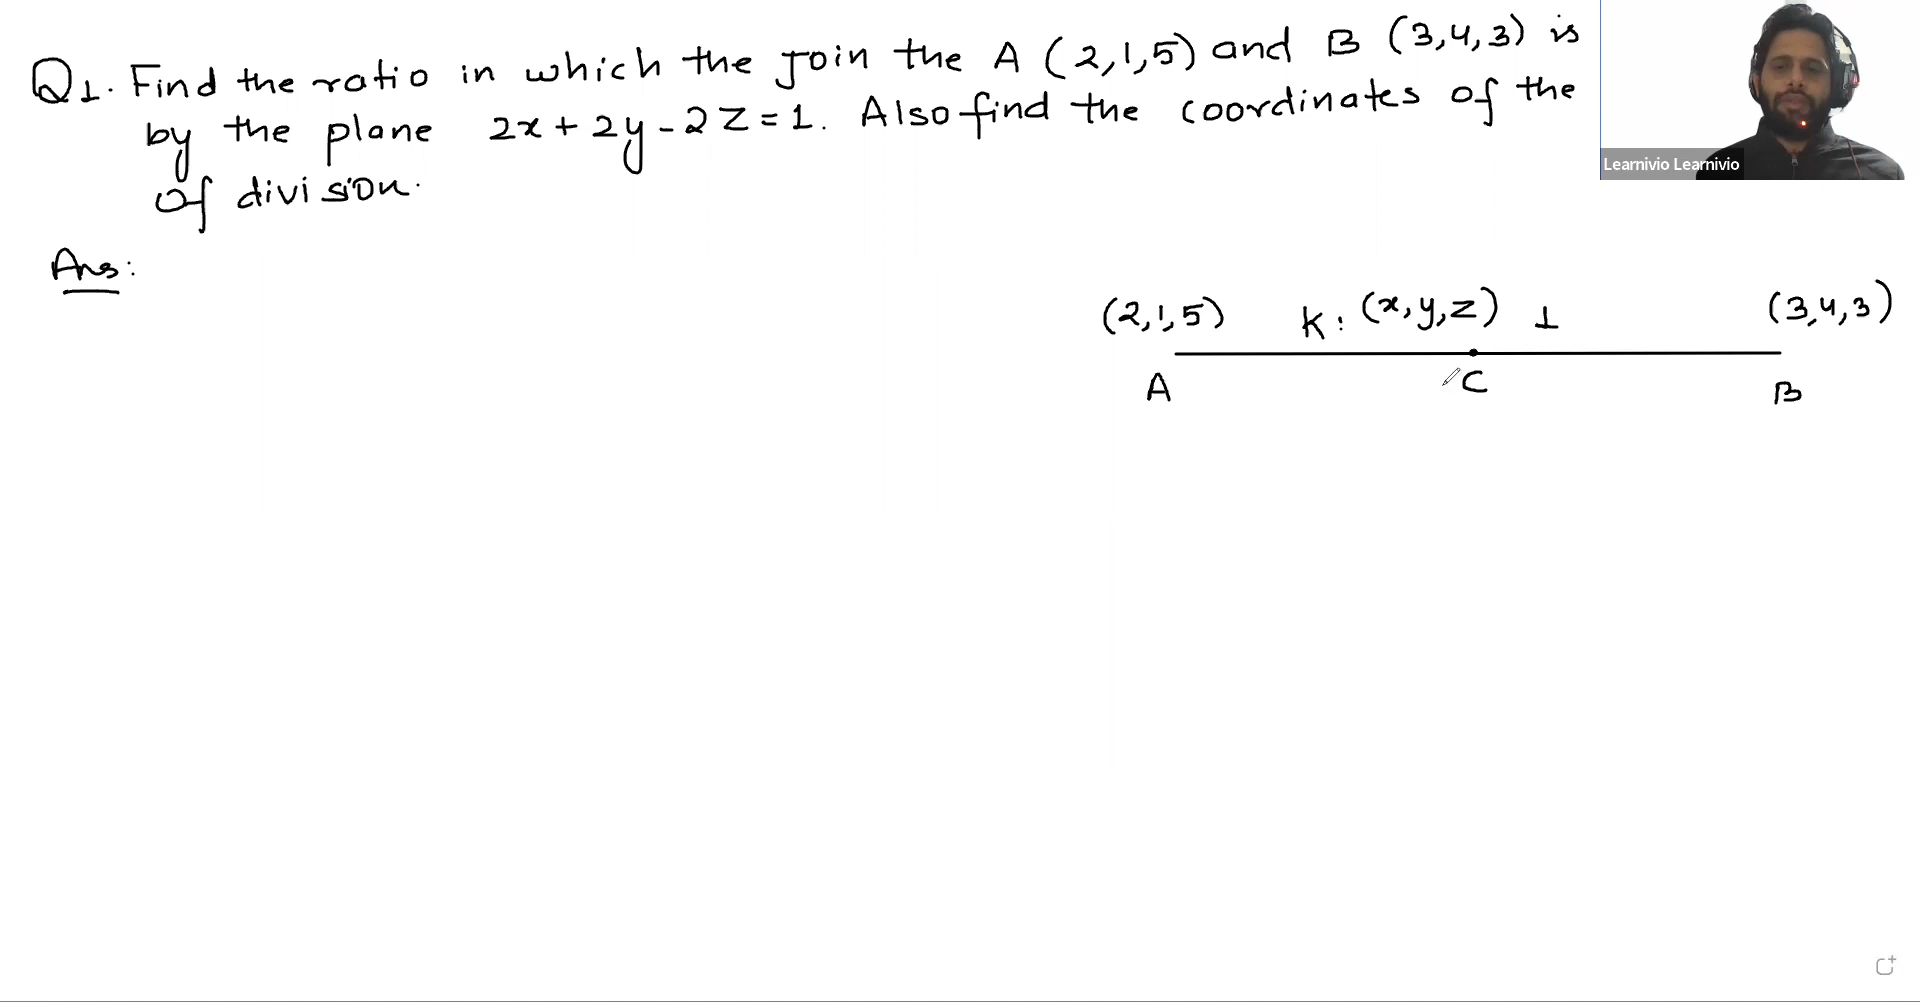 Q1. Find the ratio in which the join the A (2,1,5) and B (3,4,3) is
by the plane 2x + 2y - 2z = 1. Also find the coordinates of the
of division.
Ans:
(2,1,5) K : (x,y,z) 1 (3,4,3)
A C B
Learnivio Learnivio